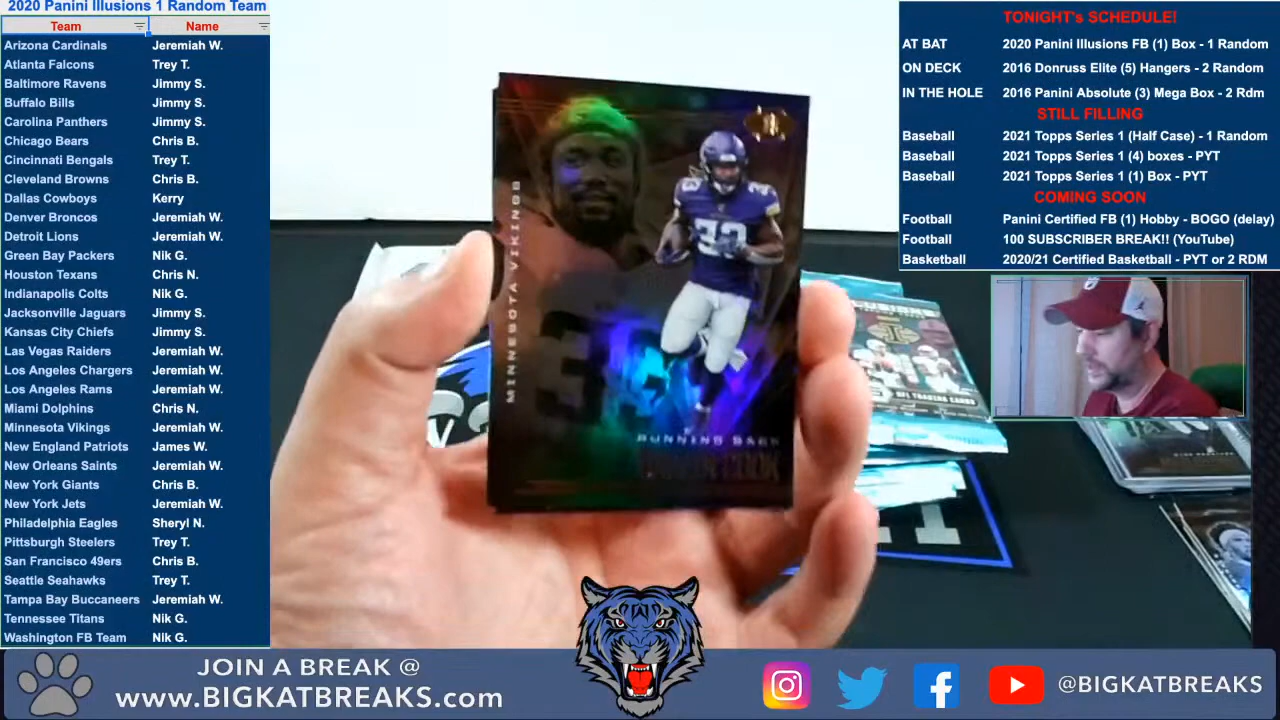 2020 Panini Illusions 1 Random Team
Team Name
Arizona Cardinals Jeremiah W.
Atlanta Falcons Trey T.
Baltimore Ravens Jimmy S.
Buffalo Bills Jimmy S.
Carolina Panthers Jimmy S.
Chicago Bears Chris B.
Cincinnati Bengals Trey T.
Cleveland Browns Chris B.
Dallas Cowboys Kerry
Denver Broncos Jeremiah W.
Detroit Lions Jeremiah W.
Green Bay Packers Nik G.
Houston Texans Chris N.
Indianapolis Colts Nik G.
Jacksonville Jaguars Jimmy S.
Kansas City Chiefs Jimmy S.
Las Vegas Raiders Jeremiah W.
Los Angeles Chargers Jeremiah W.
Los Angeles Rams Jeremiah W.
Miami Dolphins Chris N.
Minnesota Vikings Jeremiah W.
New England Patriots James W.
New Orleans Saints Jeremiah W.
New York Giants Chris B.
New York Jets Jeremiah W.
Philadelphia Eagles Sheryl N.
Pittsburgh Steelers Trey T.
San Francisco 49ers Chris B.
Seattle Seahawks Trey T.
Tampa Bay Buccaneers Jeremiah W.
Tennessee Titans Nik G.
Washington FB Team Nik G.
MINNESOTA VIKINGS
33
RUNNING BACK
COOK
NFL TRADING CARDS
TONIGHT's SCHEDULE!
AT BAT 2020 Panini Illusions FB (1) Box - 1 Random
ON DECK 2016 Donruss Elite (5) Hangers - 2 Random
IN THE HOLE 2016 Panini Absolute (3) Mega Box - 2 Rdm
STILL FILLING
Baseball 2021 Topps Series 1 (Half Case) - 1 Random
Baseball 2021 Topps Series 1 (4) boxes - PYT
Baseball 2021 Topps Series 1 (1) Box - PYT
COMING SOON
Football Panini Certified FB (1) Hobby - BOGO (delay)
Football 100 SUBSCRIBER BREAK!! (YouTube)
Basketball 2020/21 Certified Basketball - PYT or 2 RDM
JOIN A BREAK @
www.BIGKATBREAKS.com
@BIGKATBREAKS